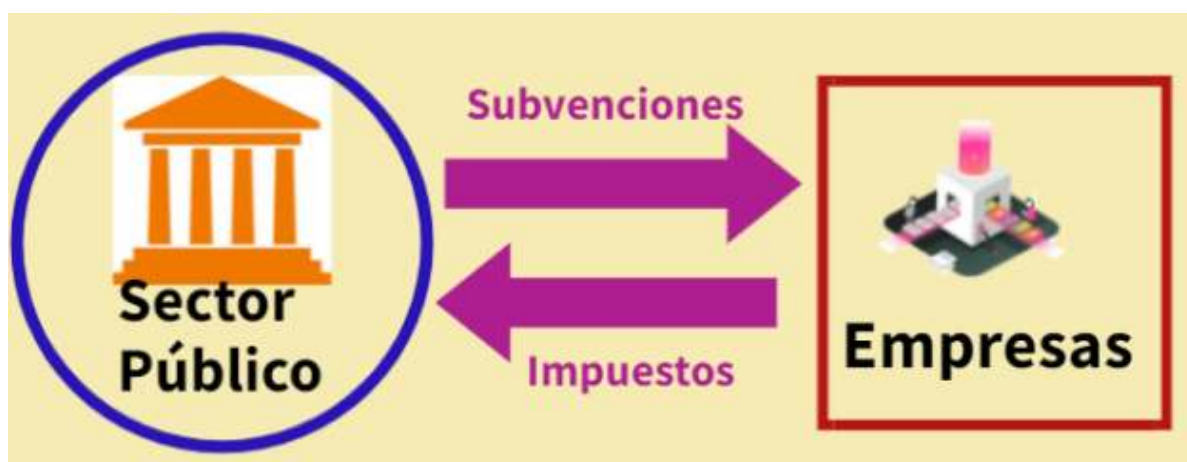 Subvenciones
Sector
Público
Impuestos
Empresas